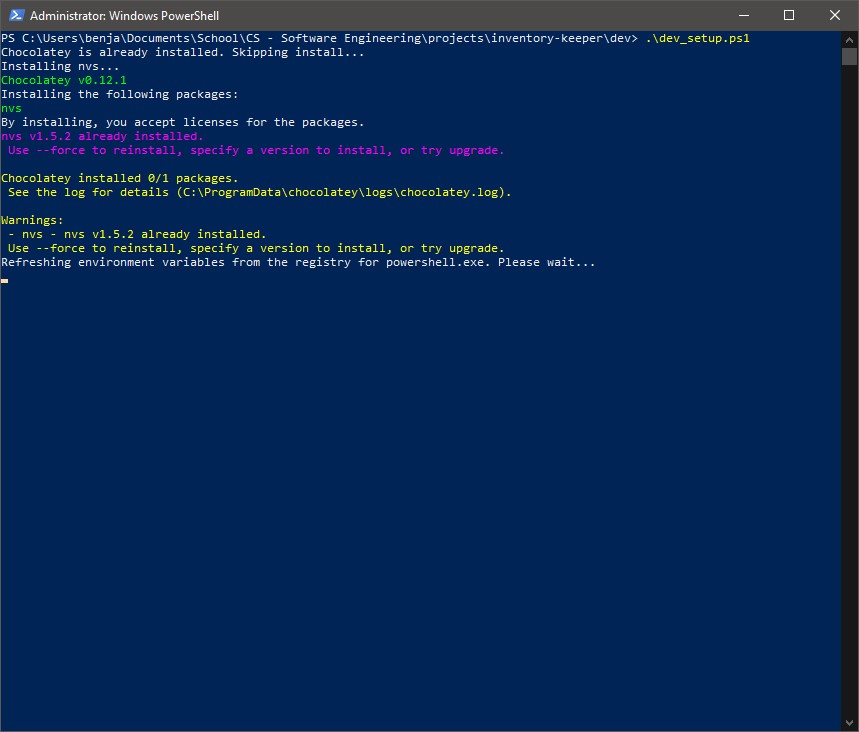 Administrator: Windows PowerShell
PS C:\Users\benja\Documents\School\CS - Software Engineering\projects\inventory-keeper\dev> .\dev_setup.ps1
Chocolatey is already installed. Skipping install...
Installing nvs...
Chocolatey v0.12.1
Installing the following packages:
nvs
By installing, you accept licenses for the packages.
nvs v1.5.2 already installed.
 Use --force to reinstall, specify a version to install, or try upgrade.
Chocolatey installed 0/1 packages.
 See the log for details (C:\ProgramData\chocolatey\logs\chocolatey.log).
Warnings:
 - nvs - nvs v1.5.2 already installed.
 Use --force to reinstall, specify a version to install, or try upgrade.
Refreshing environment variables from the registry for powershell.exe. Please wait...